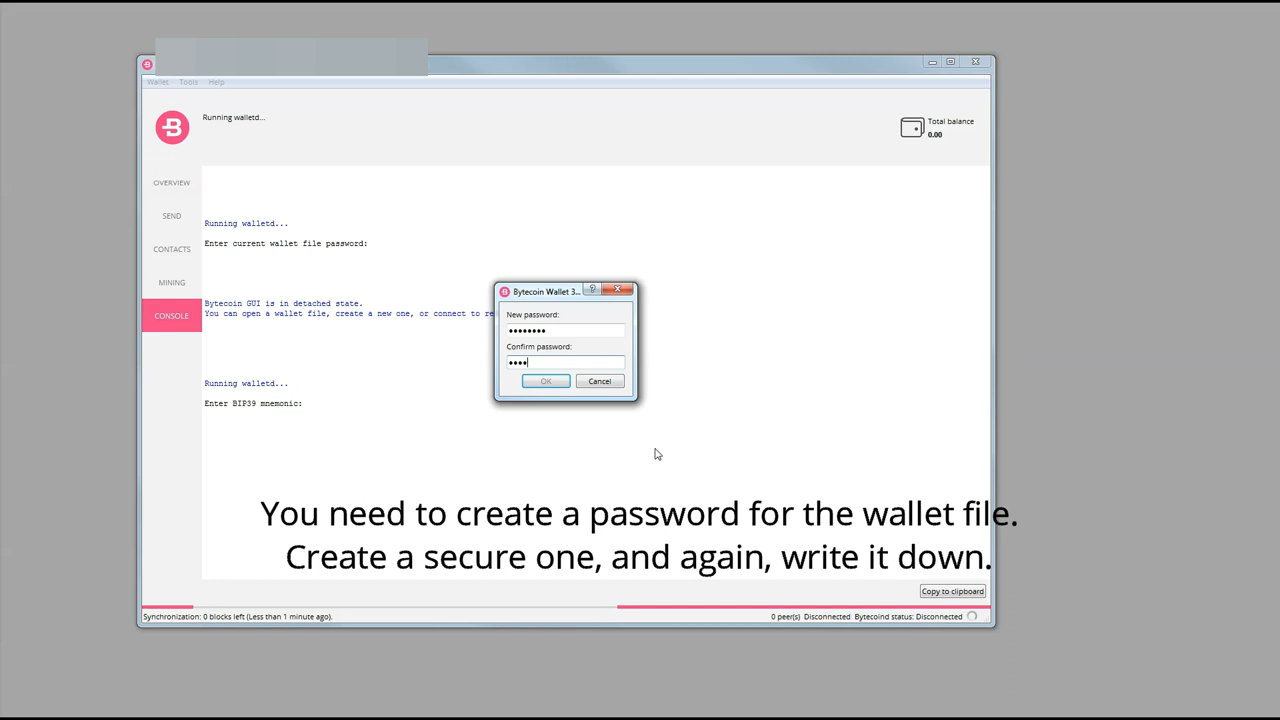 Wallet Tools Help
Running walletd...
Total balance
0.00
OVERVIEW
SEND
CONTACTS
MINING
CONSOLE
Running walletd...
Enter current wallet file password:
Bytecoin GUI is in detached state.
You can open a wallet file, create a new one, or connect to
Running walletd...
Enter BIP39 mnemonic:
Bytecoin Wallet 3...
New password:
••••••••
Confirm password:
••••
OK Cancel
You need to create a password for the wallet file.
Create a secure one, and again, write it down.
Copy to clipboard
Synchronization: 0 blocks left (Less than 1 minute ago). 0 peer(s) Disconnected Bytecoind status: Disconnected